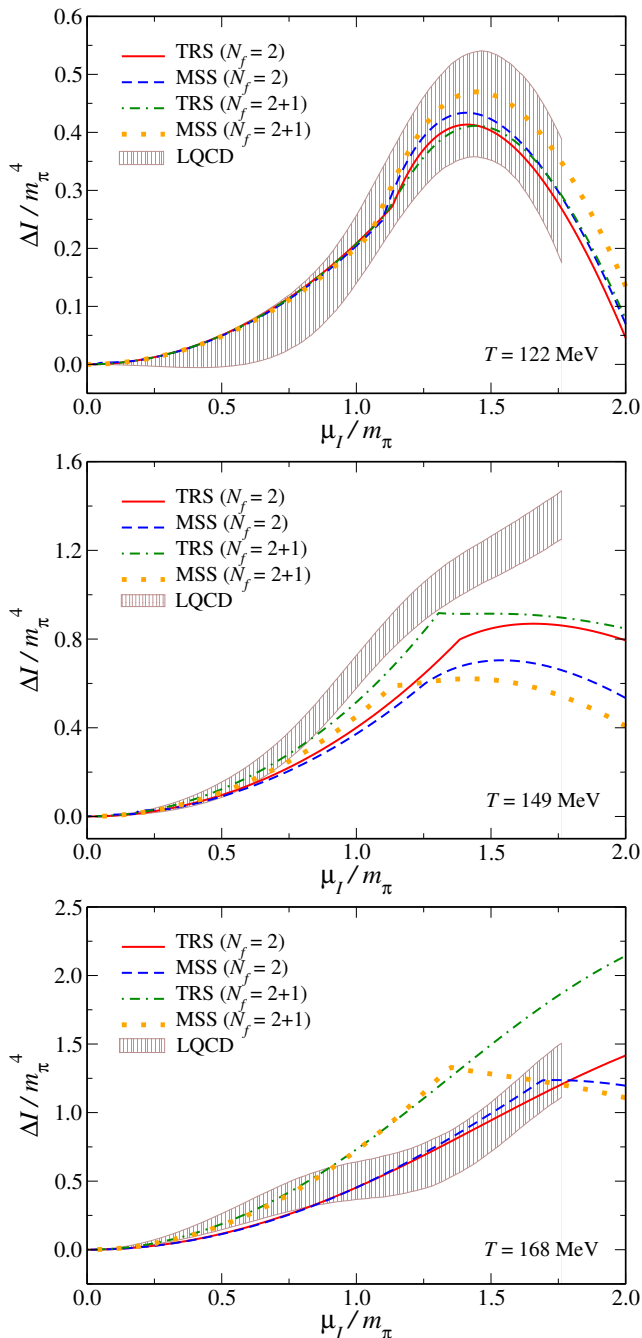 0.6
0.5
0.4
0.3
0.2
0.1
0.0
ΔI / m_π^4
TRS (N_f = 2)
MSS (N_f = 2)
TRS (N_f = 2+1)
MSS (N_f = 2+1)
LQCD
T = 122 MeV
0.0 0.5 1.0 1.5 2.0
μ_I / m_π
1.6
1.2
0.8
0.4
0.0
ΔI / m_π^4
TRS (N_f = 2)
MSS (N_f = 2)
TRS (N_f = 2+1)
MSS (N_f = 2+1)
LQCD
T = 149 MeV
0.0 0.5 1.0 1.5 2.0
μ_I / m_π
2.5
2.0
1.5
1.0
0.5
0.0
ΔI / m_π^4
TRS (N_f = 2)
MSS (N_f = 2)
TRS (N_f = 2+1)
MSS (N_f = 2+1)
LQCD
T = 168 MeV
0.0 0.5 1.0 1.5 2.0
μ_I / m_π